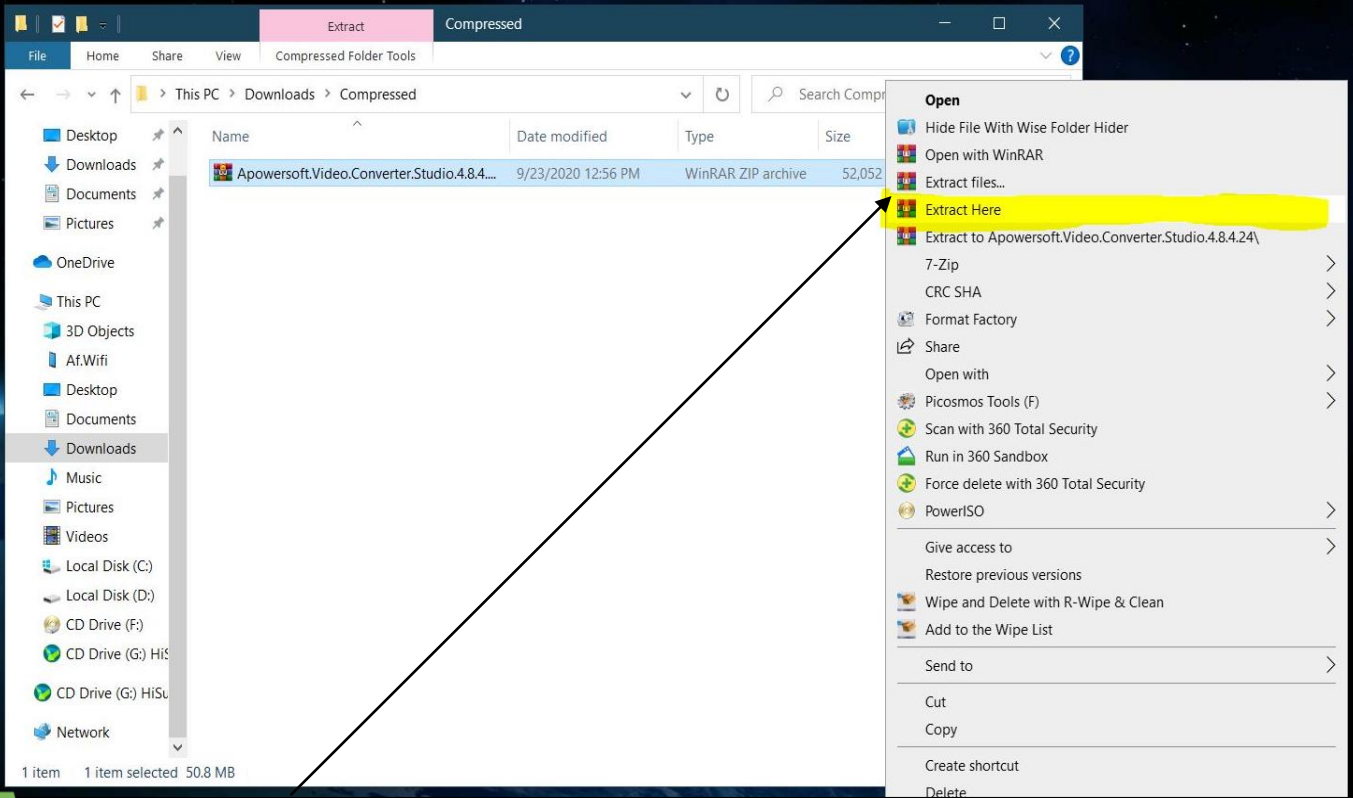 Extract
Compressed
File
Home
Share
View
Compressed Folder Tools
This PC > Downloads > Compressed
Search Compr
Desktop
Downloads
Documents
Pictures
OneDrive
This PC
3D Objects
Af.Wifi
Desktop
Documents
Downloads
Music
Pictures
Videos
Local Disk (C:)
Local Disk (D:)
CD Drive (F:)
CD Drive (G:) HiS
CD Drive (G:) HiSu
Network
Name
Date modified
Type
Size
Apowersoft.Video.Converter.Studio.4.8.4....
9/23/2020 12:56 PM
WinRAR ZIP archive
52,052
1 item
1 item selected 50.8 MB
Open
Hide File With Wise Folder Hider
Open with WinRAR
Extract files...
Extract Here
Extract to Apowersoft.Video.Converter.Studio.4.8.4.24\
7-Zip
CRC SHA
Format Factory
Share
Open with
Picosmos Tools (F)
Scan with 360 Total Security
Run in 360 Sandbox
Force delete with 360 Total Security
PowerISO
Give access to
Restore previous versions
Wipe and Delete with R-Wipe & Clean
Add to the Wipe List
Send to
Cut
Copy
Create shortcut
Delete